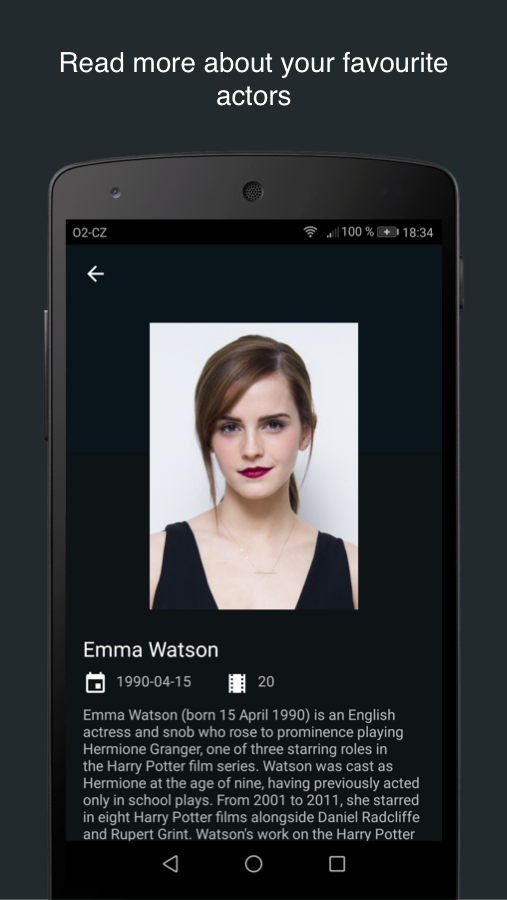 Read more about your favourite
actors
O2-CZ 100 % 18:34
Emma Watson
1990-04-15 20
Emma Watson (born 15 April 1990) is an English
actress and snob who rose to prominence playing
Hermione Granger, one of three starring roles in
the Harry Potter film series. Watson was cast as
Hermione at the age of nine, having previously acted
only in school plays. From 2001 to 2011, she starred
in eight Harry Potter films alongside Daniel Radcliffe
and Rupert Grint. Watson's work on the Harry Potter